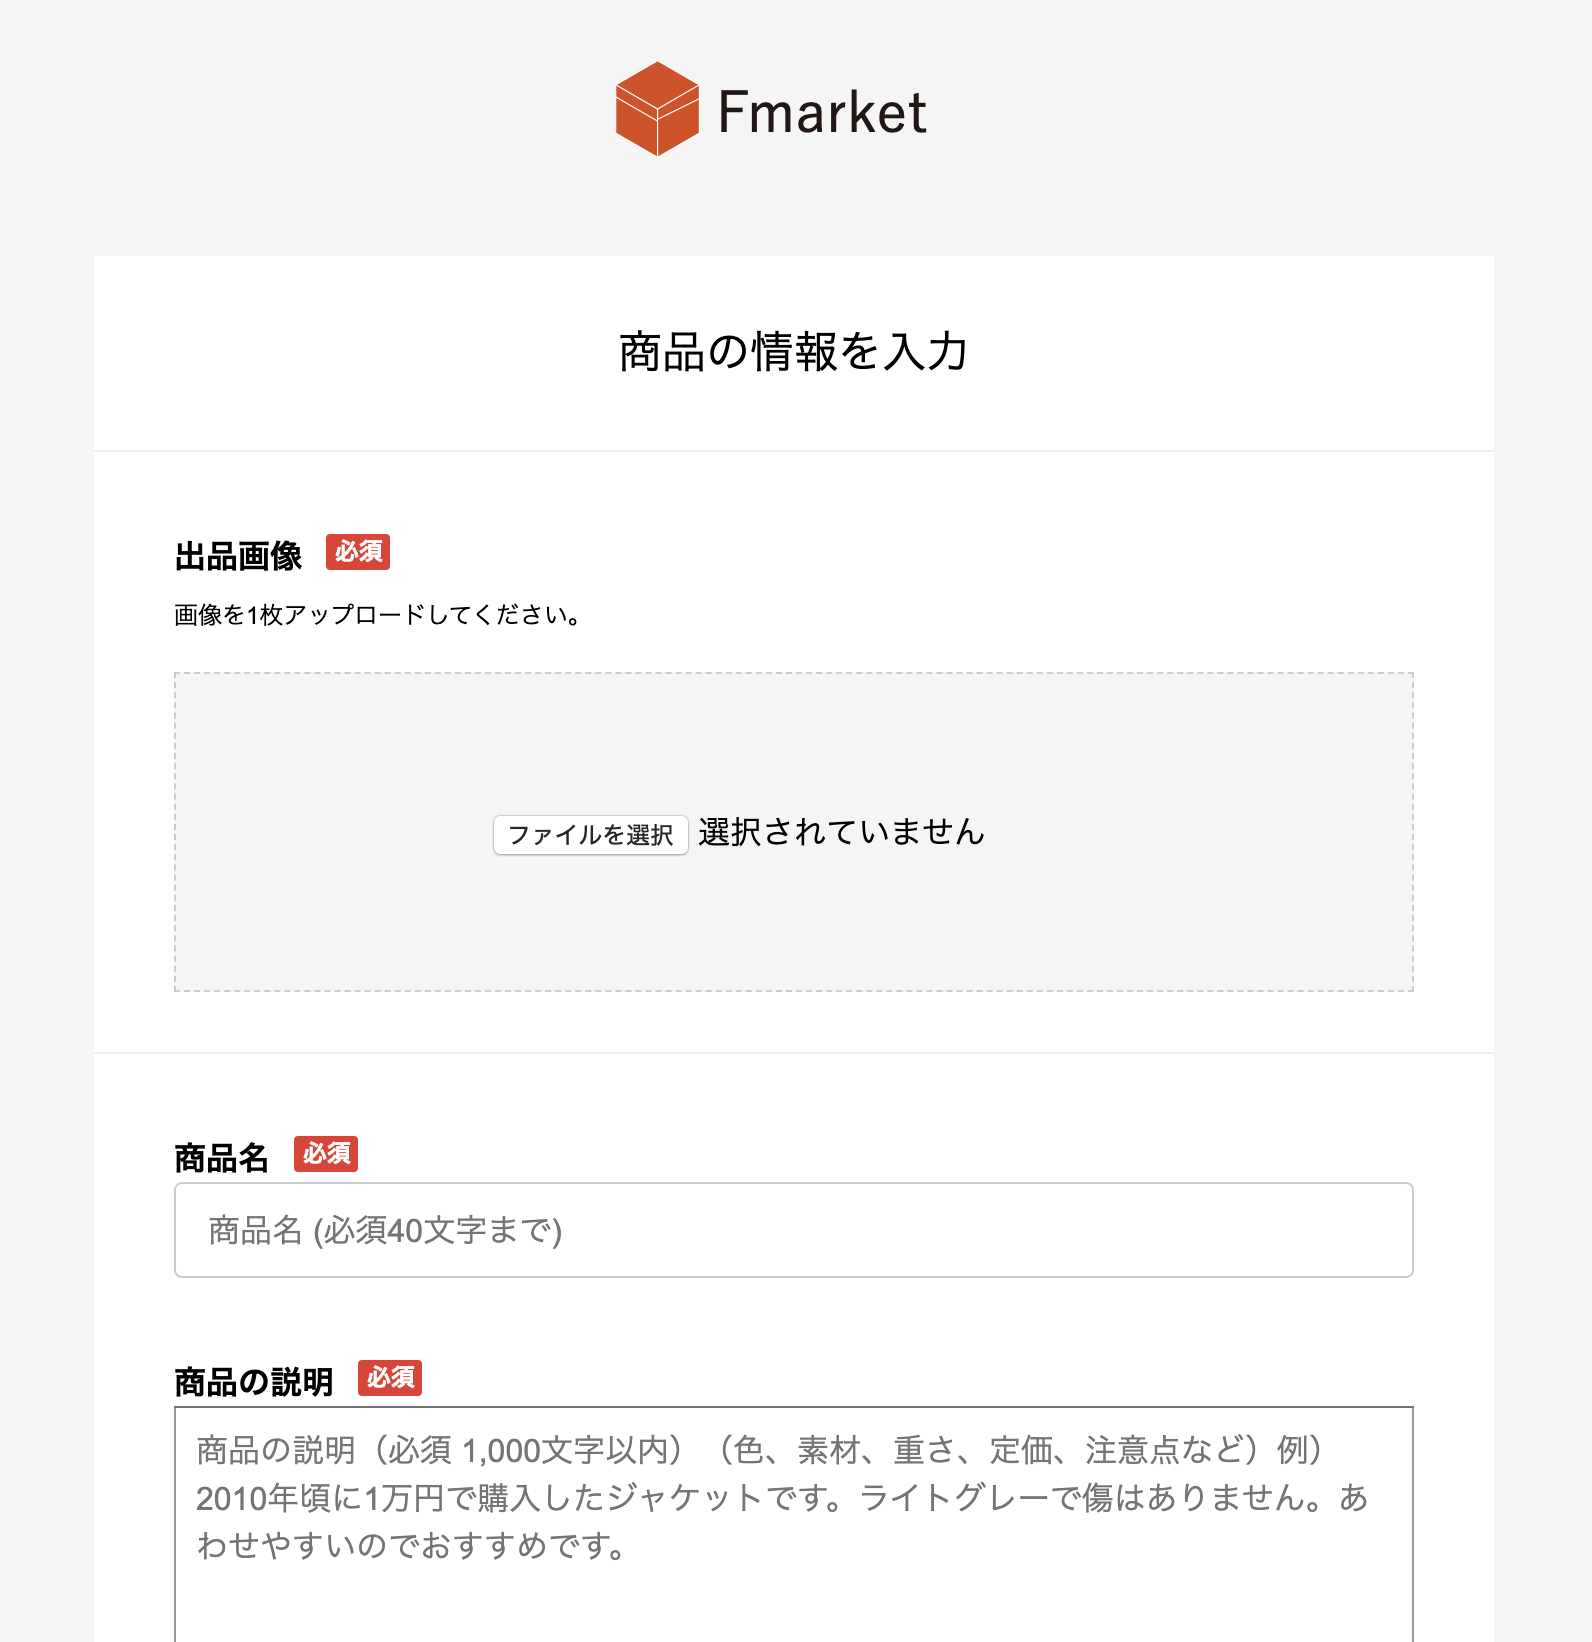 Fmarket
商品の情報を入力
出品画像 必須
画像を1枚アップロードしてください。
ファイルを選択 選択されていません
商品名 必須
商品名 (必須40文字まで)
商品の説明 必須
商品の説明（必須 1,000文字以内）（色、素材、重さ、定価、注意点など）例）
2010年頃に1万円で購入したジャケットです。ライトグレーで傷はありません。あ
わせやすいのでおすすめです。